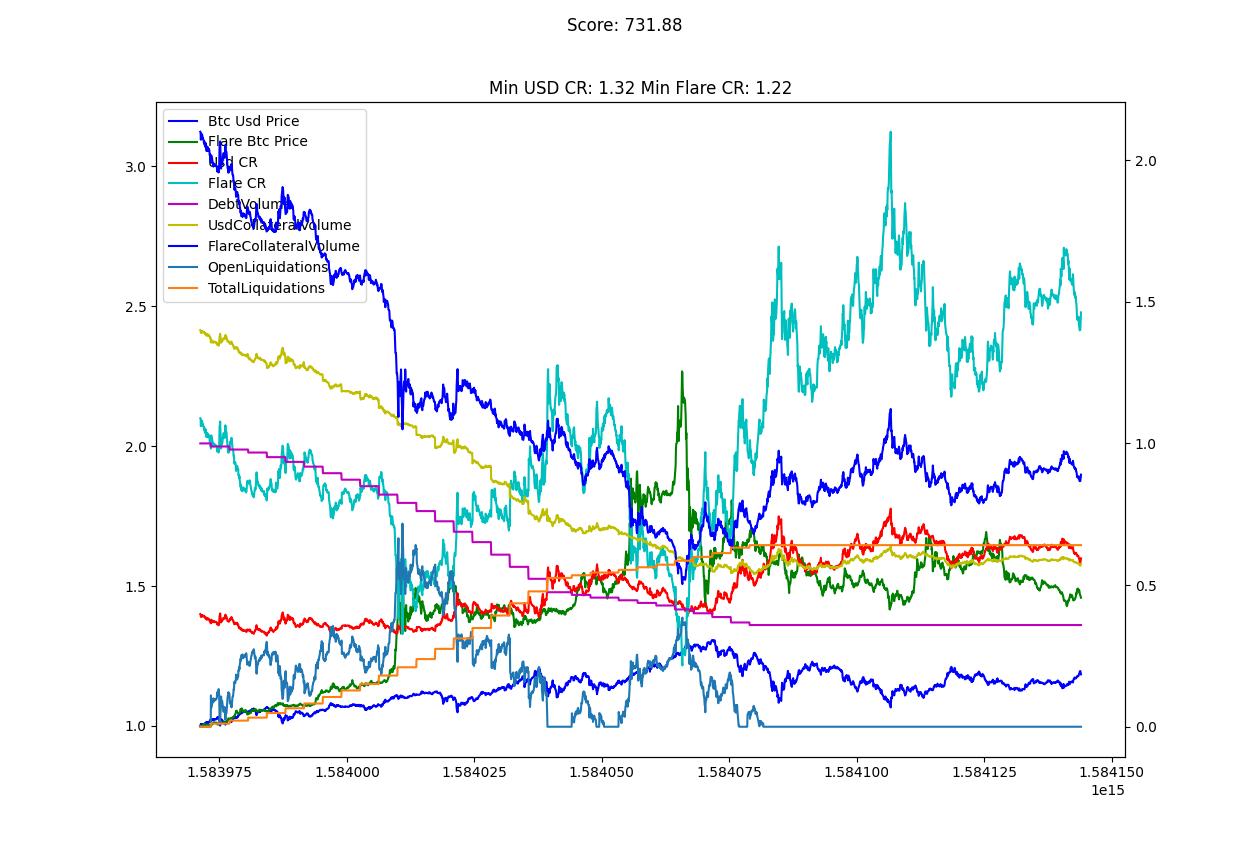 Score: 731.88
Min USD CR: 1.32 Min Flare CR: 1.22
Btc Usd Price
Flare Btc Price
Usd CR
Flare CR
DebtVolume
UsdCollateralVolume
FlareCollateralVolume
OpenLiquidations
TotalLiquidations
3.0
2.5
2.0
1.5
1.0
2.0
1.5
1.0
0.5
0.0
1.583975 1.584000 1.584025 1.584050 1.584075 1.584100 1.584125 1.584150
1e15